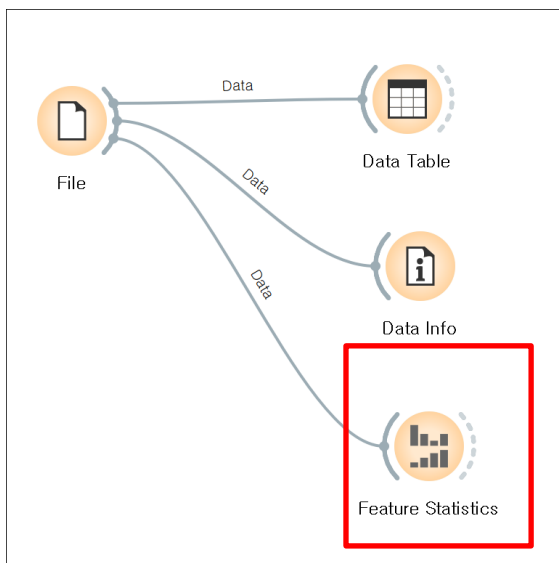 Data
Data Table
File
Data
Data
Data Info
Feature Statistics